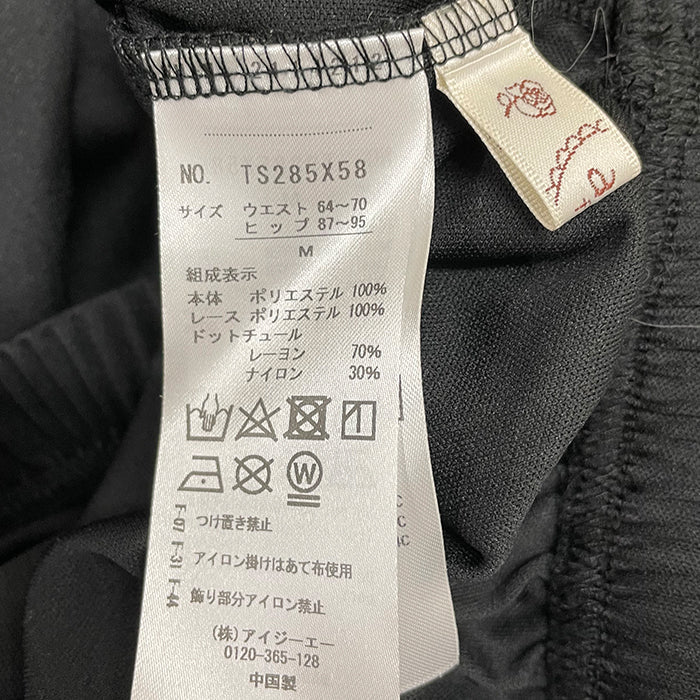 NO. TS285X58
サイズ ウエスト 64～70
ヒップ 87～95
M
組成表示
本体 ポリエステル 100%
レース ポリエステル 100%
ドットチュール
レーヨン 70%
ナイロン 30%
W
F-07 つけ置き禁止
F-31 アイロン掛けはあて布使用
F-44 飾り部分アイロン禁止
(株)アイジーエー
0120-365-128
中国製
C
C
AC